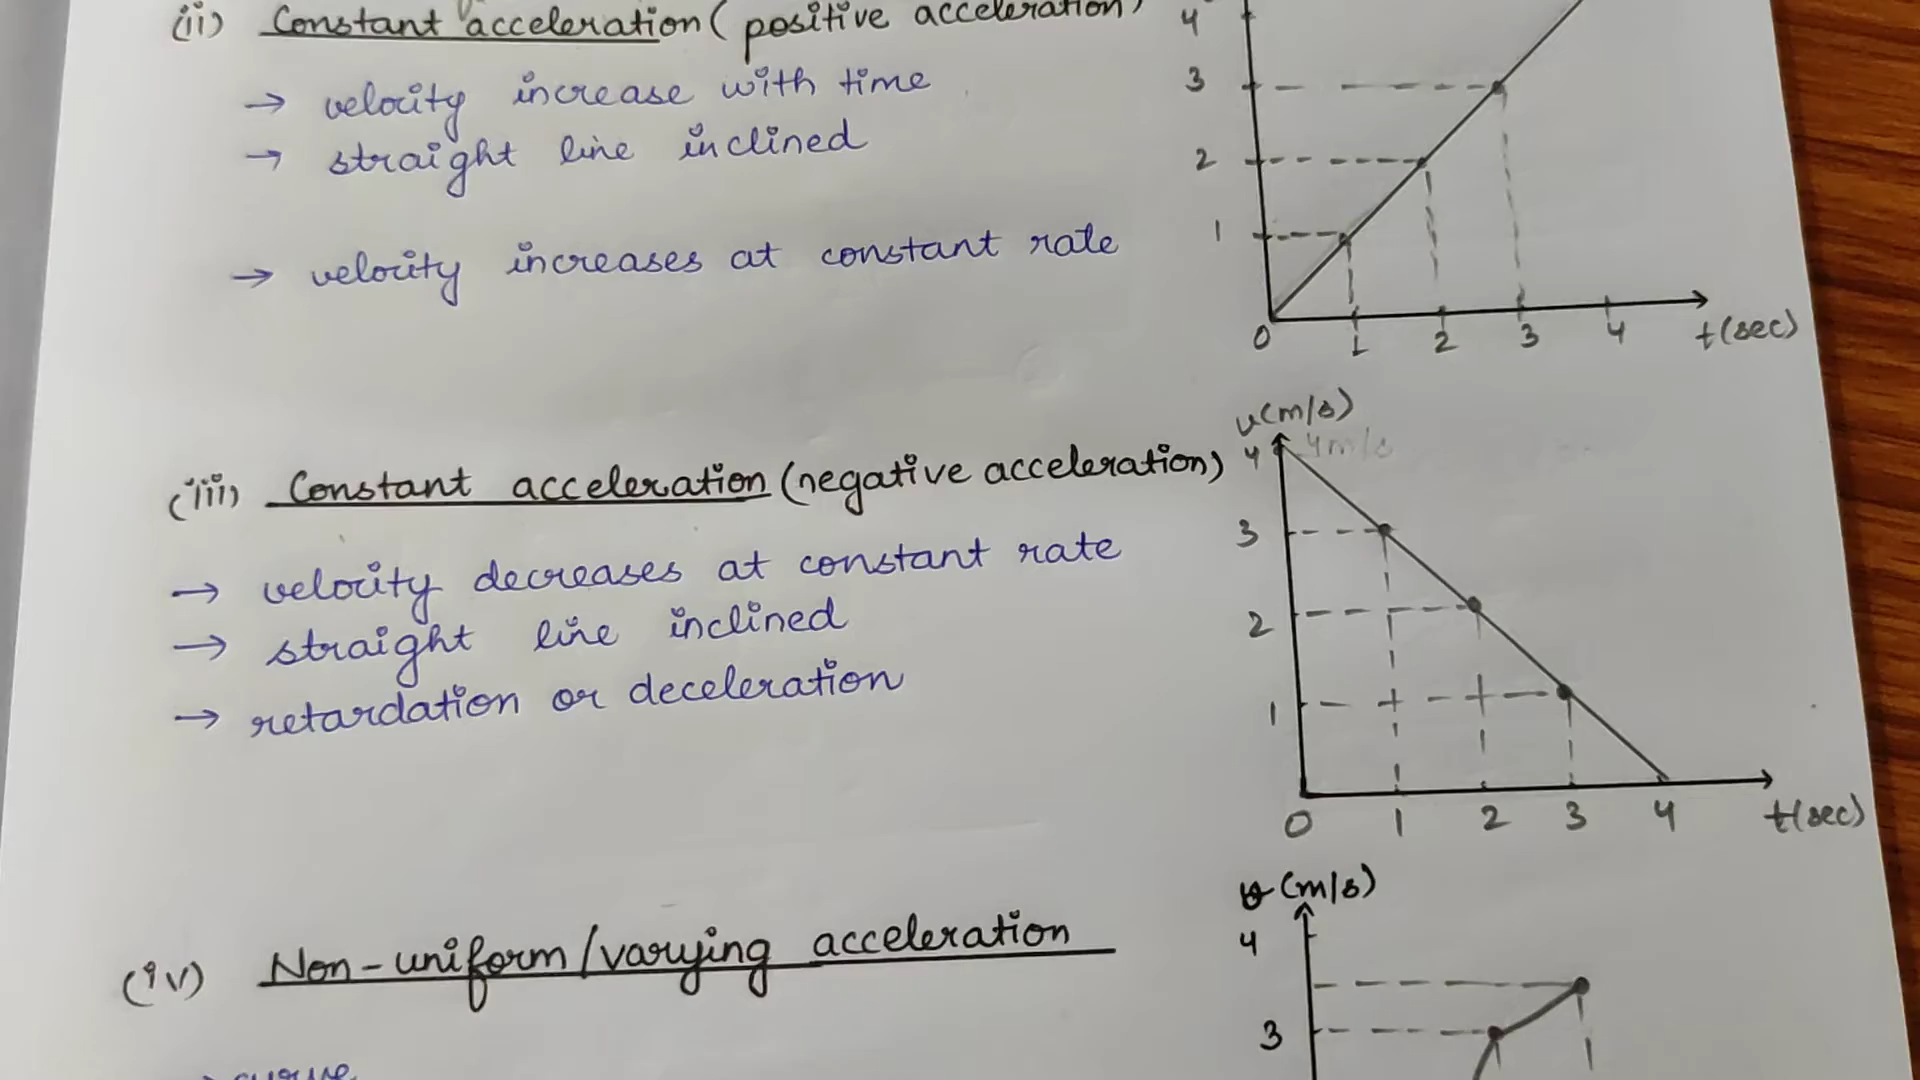 (ii) Constant acceleration ( positive acceleration)
→ velocity increase with time
→ straight line inclined
→ velocity increases at constant rate
4
3
2
1
0 1 2 3 4 t(sec)
(iii) Constant acceleration (negative acceleration)
→ velocity decreases at constant rate
→ straight line inclined
→ retardation or deceleration
v(m/s)
4 4m/s
3
2
1
0 1 2 3 4 t(sec)
(iv) Non-uniform/varying acceleration
→ curve
v(m/s)
4
3